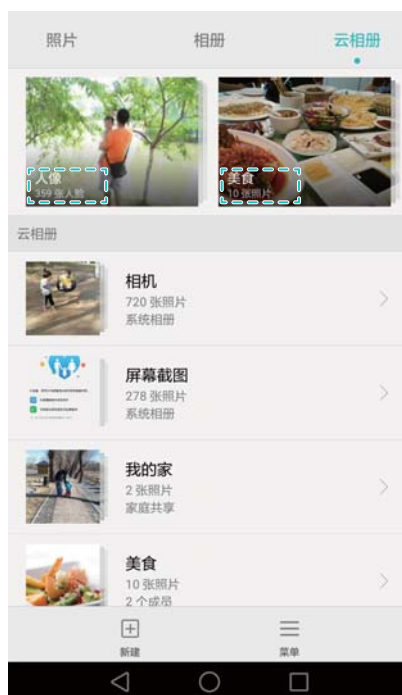 照片
相册
云相册
人像
359 张人脸
美食
10 张照片
云相册
相机
720 张照片
系统相册
屏幕截图
278 张照片
系统相册
我的家
2 张照片
家庭共享
美食
10 张照片
2 个成员
新建
菜单